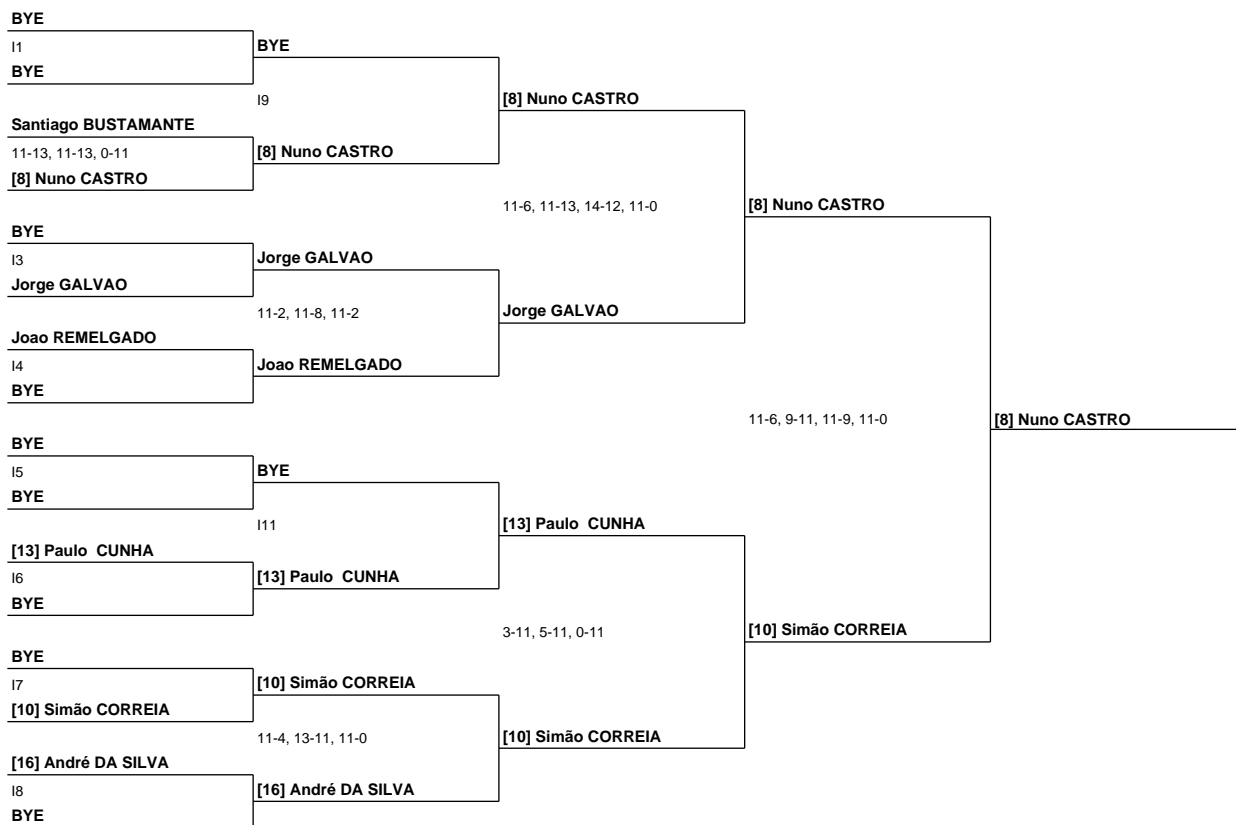 BYE
I1
BYE
BYE
I9
[8] Nuno CASTRO
Santiago BUSTAMANTE
11-13, 11-13, 0-11
[8] Nuno CASTRO
[8] Nuno CASTRO
11-6, 11-13, 14-12, 11-0
[8] Nuno CASTRO
BYE
I3
Jorge GALVAO
Jorge GALVAO
11-2, 11-8, 11-2
Jorge GALVAO
Joao REMELGADO
I4
Joao REMELGADO
BYE
11-6, 9-11, 11-9, 11-0
[8] Nuno CASTRO
BYE
I5
BYE
BYE
I11
[13] Paulo  CUNHA
[13] Paulo  CUNHA
I6
[13] Paulo  CUNHA
BYE
3-11, 5-11, 0-11
[10] Simão CORREIA
BYE
I7
[10] Simão CORREIA
[10] Simão CORREIA
11-4, 13-11, 11-0
[10] Simão CORREIA
[16] André DA SILVA
I8
[16] André DA SILVA
BYE